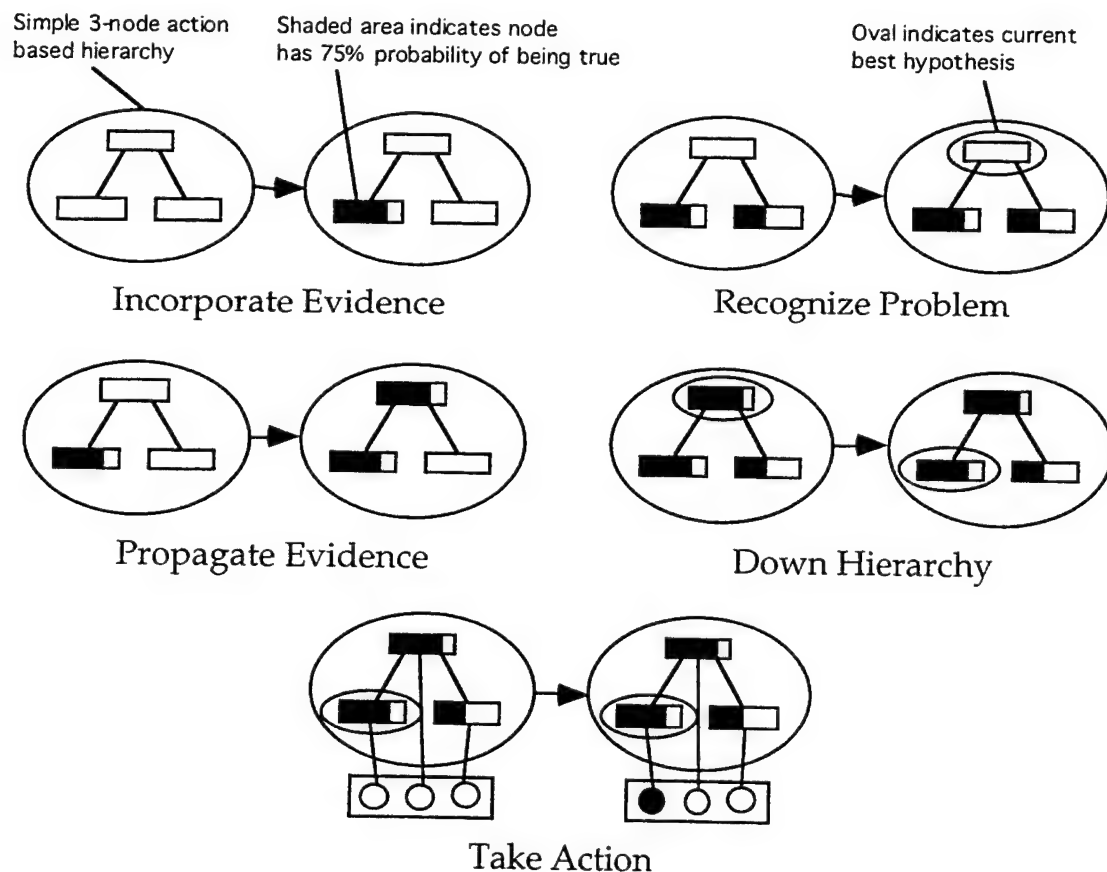 Simple 3-node action
based hierarchy
Shaded area indicates node
has 75% probability of being true
Oval indicates current
best hypothesis
Incorporate Evidence
Recognize Problem
Propagate Evidence
Down Hierarchy
Take Action